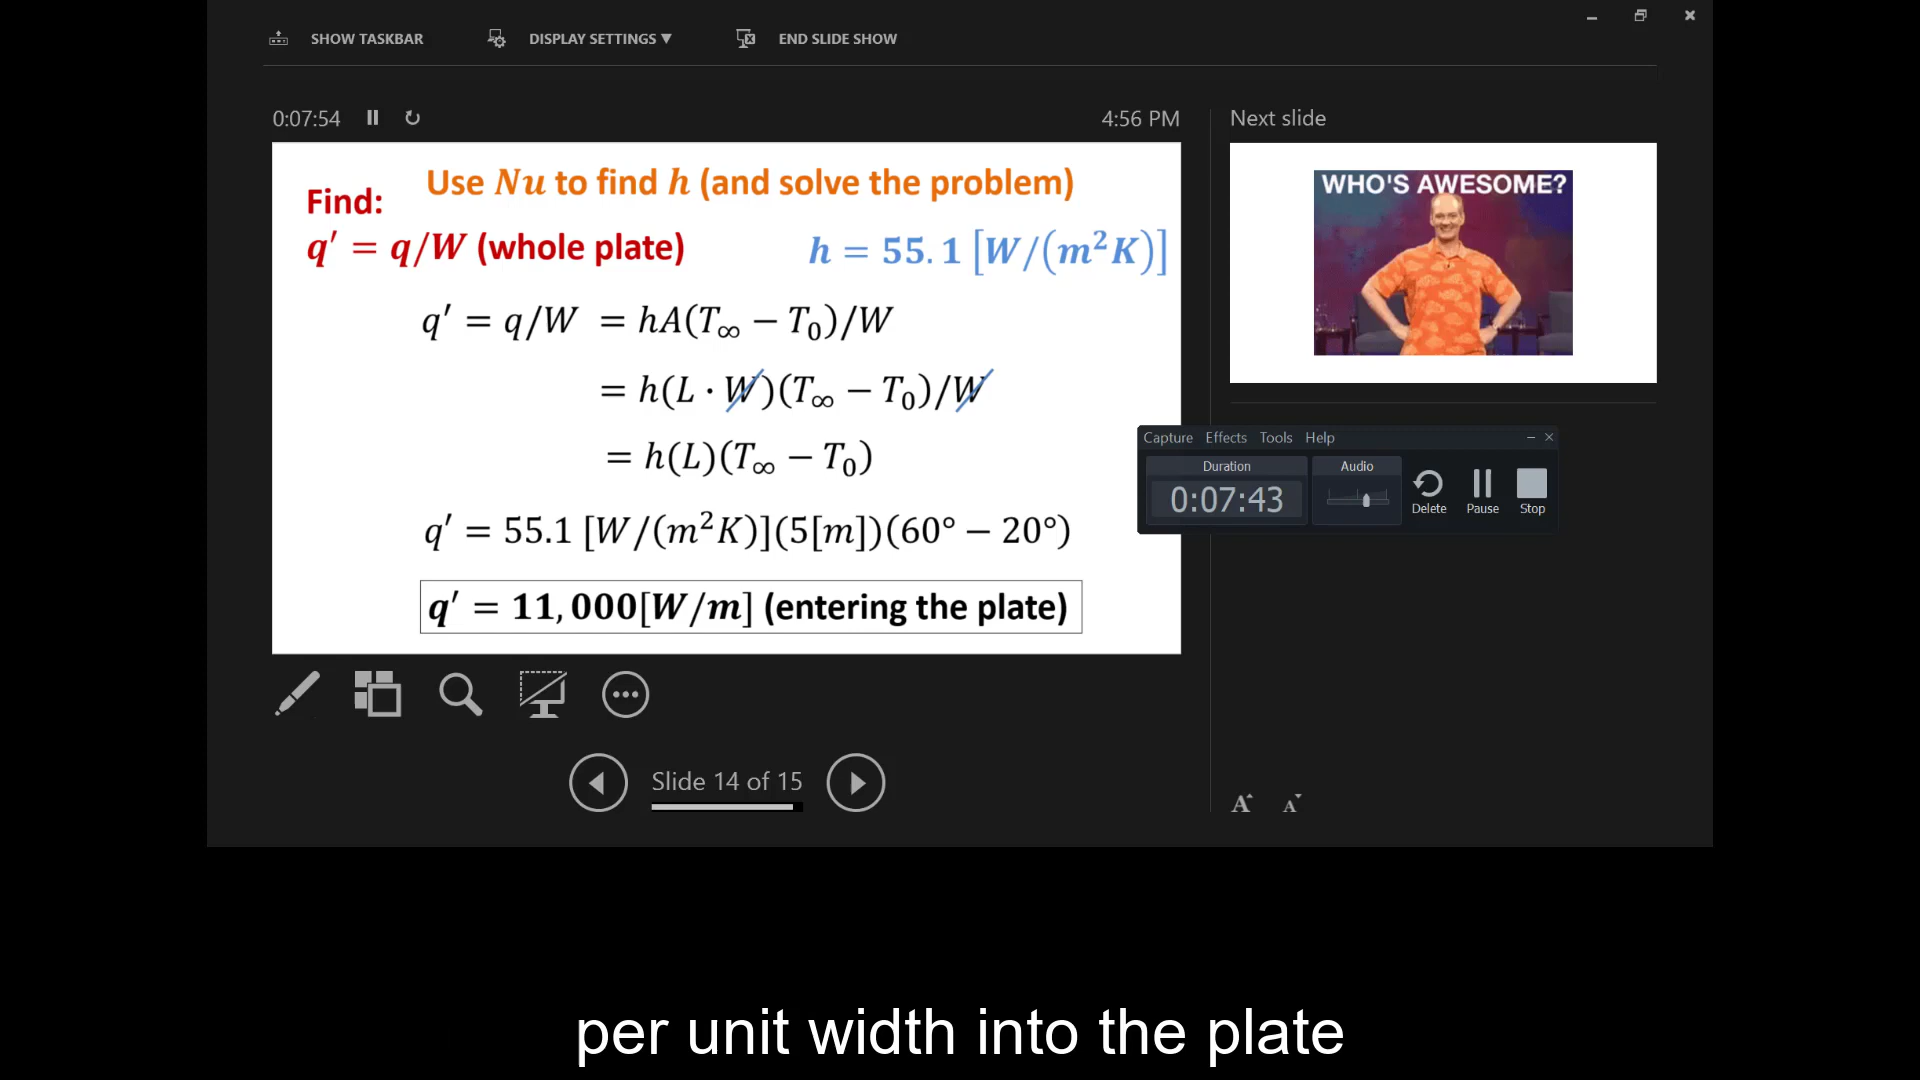 SHOW TASKBAR
DISPLAY SETTINGS ▼
END SLIDE SHOW
0:07:54
4:56 PM
Next slide
Use Nu to find h (and solve the problem)
Find:
q′ = q/W (whole plate)
h = 55.1 [W/(m²K)]
q′ = q/W = hA(T∞ − T₀)/W
= h(L · W)(T∞ − T₀)/W
= h(L)(T∞ − T₀)
q′ = 55.1 [W/(m²K)](5[m])(60° − 20°)
q′ = 11,000[W/m] (entering the plate)
WHO'S AWESOME?
Capture Effects Tools Help
Duration
Audio
0:07:43
Delete
Pause
Stop
Slide 14 of 15
A A
per unit width into the plate